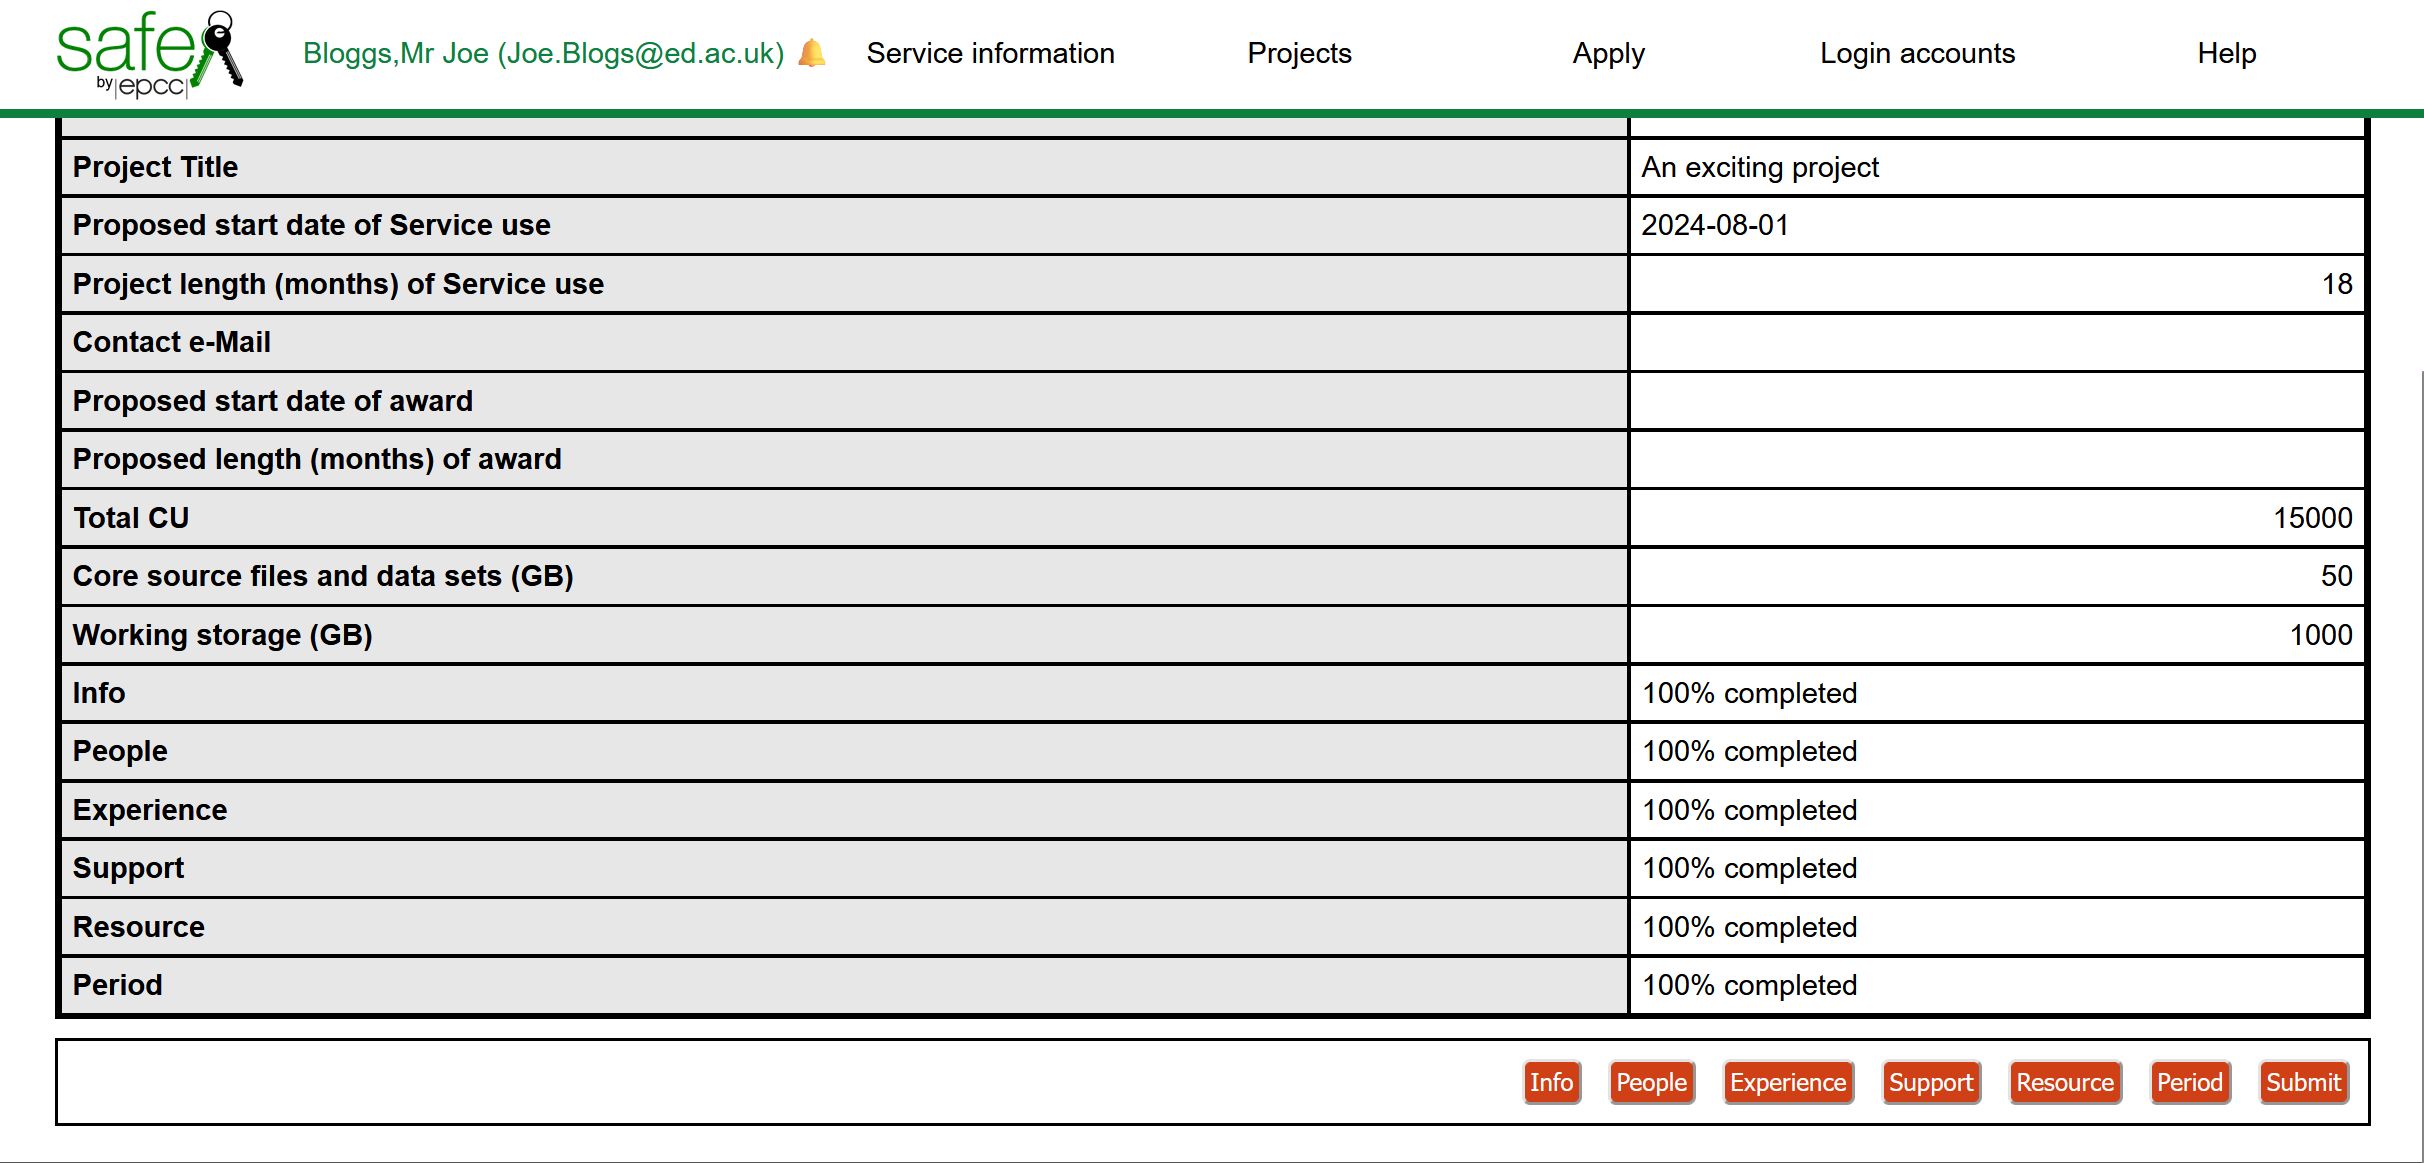 safe
by |epcc|
Bloggs,Mr Joe (Joe.Blogs@ed.ac.uk) Service information Projects Apply Login accounts Help
Project Title An exciting project
Proposed start date of Service use 2024-08-01
Project length (months) of Service use 18
Contact e-Mail
Proposed start date of award
Proposed length (months) of award
Total CU 15000
Core source files and data sets (GB) 50
Working storage (GB) 1000
Info 100% completed
People 100% completed
Experience 100% completed
Support 100% completed
Resource 100% completed
Period 100% completed
Info People Experience Support Resource Period Submit